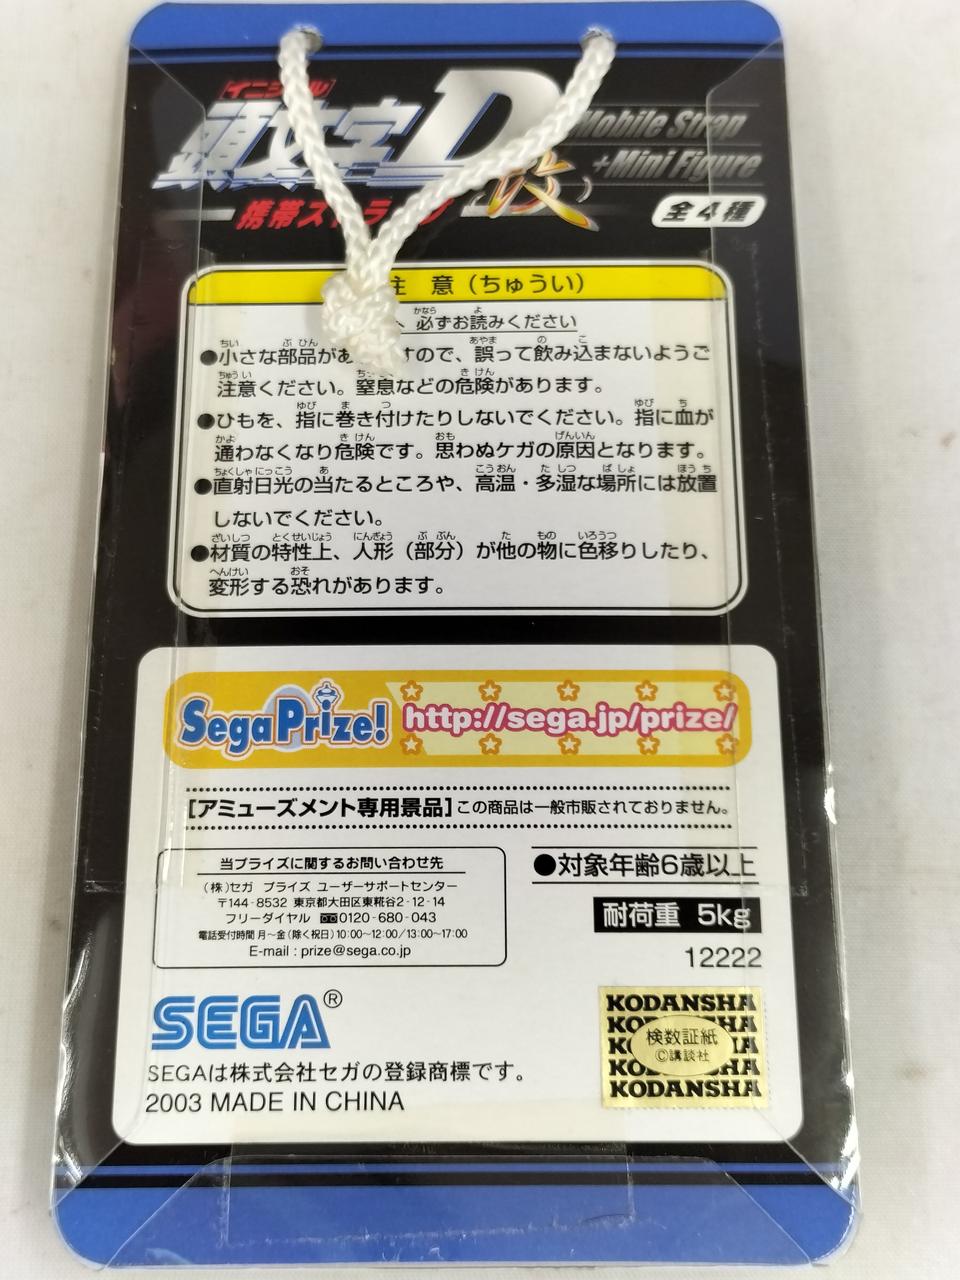 イニシャル
頭文字D
Mobile Strap
改
+Mini Figure
携帯ストラップ
全4種
注 意(ちゅうい)
必ずお読みください
●小さな部品がありますので、誤って飲み込まないようご
注意ください。窒息などの危険があります。
●ひもを、指に巻き付けたりしないでください。指に血が
通わなくなり危険です。思わぬケガの原因となります。
●直射日光の当たるところや、高温・多湿な場所には放置
しないでください。
●材質の特性上、人形(部分)が他の物に色移りしたり、
変形する恐れがあります。
SegaPrize! http://sega.jp/prize/
[アミューズメント専用景品]この商品は一般市販されておりません。
当プライズに関するお問い合わせ先
(株)セガ プライズ ユーザーサポートセンター
〒144-8532 東京都大田区東糀谷2-12-14
フリーダイヤル 0120-680-043
電話受付時間 月~金(除く祝日)10:00~12:00/13:00~17:00
E-mail : prize@sega.co.jp
●対象年齢6歳以上
耐荷重 5kg
12222
SEGA®
SEGAは株式会社セガの登録商標です。
2003 MADE IN CHINA
KODANSHA
KODANSHA
検数証紙
©講談社
KODANSHA
KODANSHA
KODANSHA